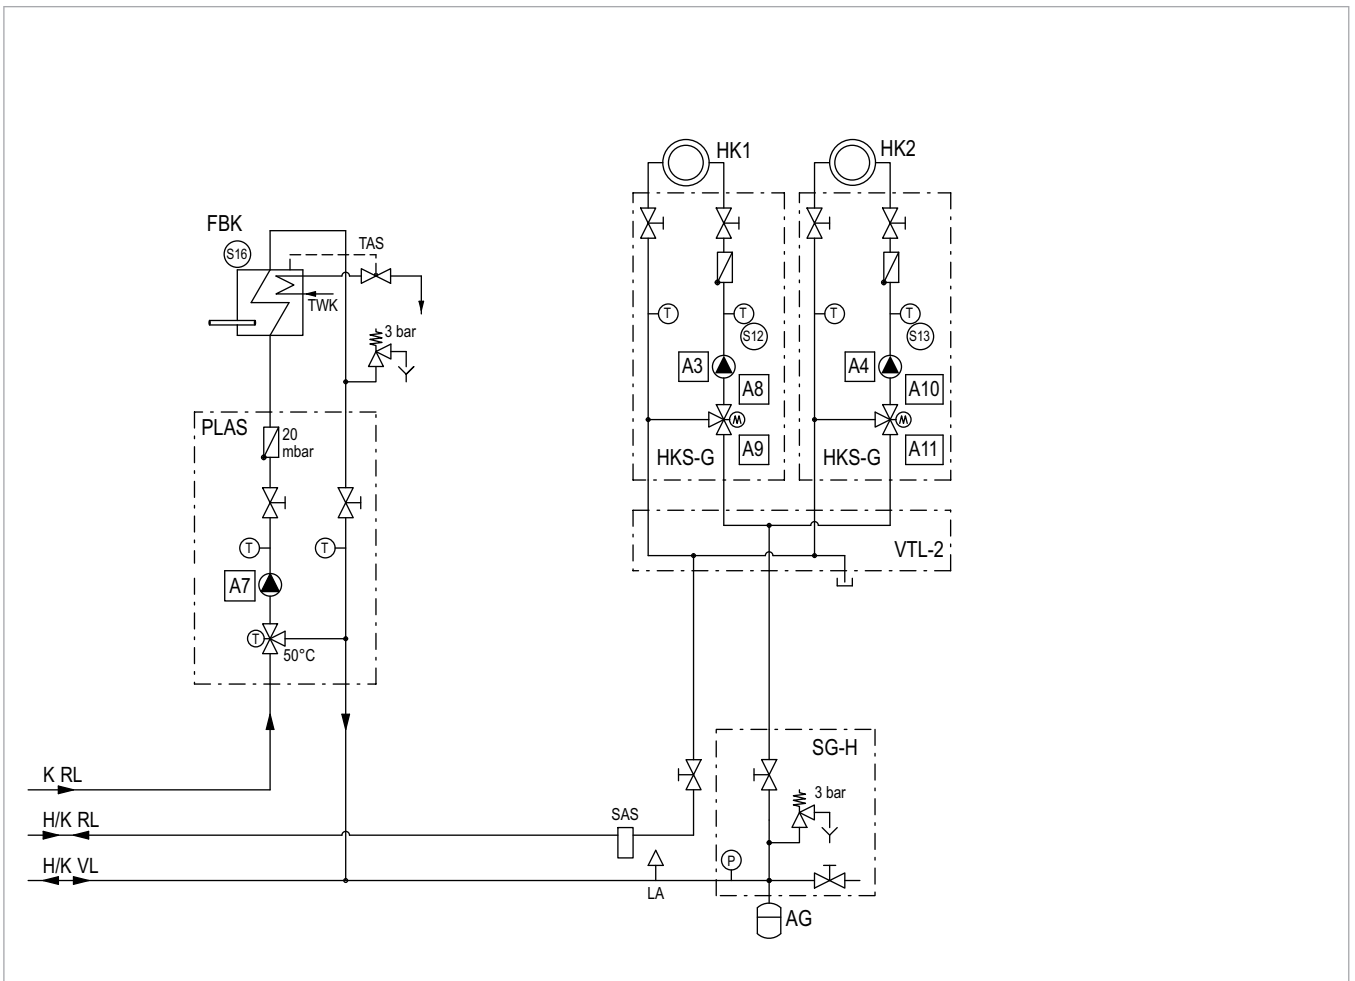 HK1
HK2
FBK
S16
TAS
TWK
3 bar
T
T
T
T
S12
S13
A3
A8
A4
A10
M
M
A9
A11
HKS-G
HKS-G
PLAS
20
mbar
T
T
A7
T
50°C
VTL-2
SG-H
K RL
3 bar
H/K RL
SAS
H/K VL
P
LA
AG